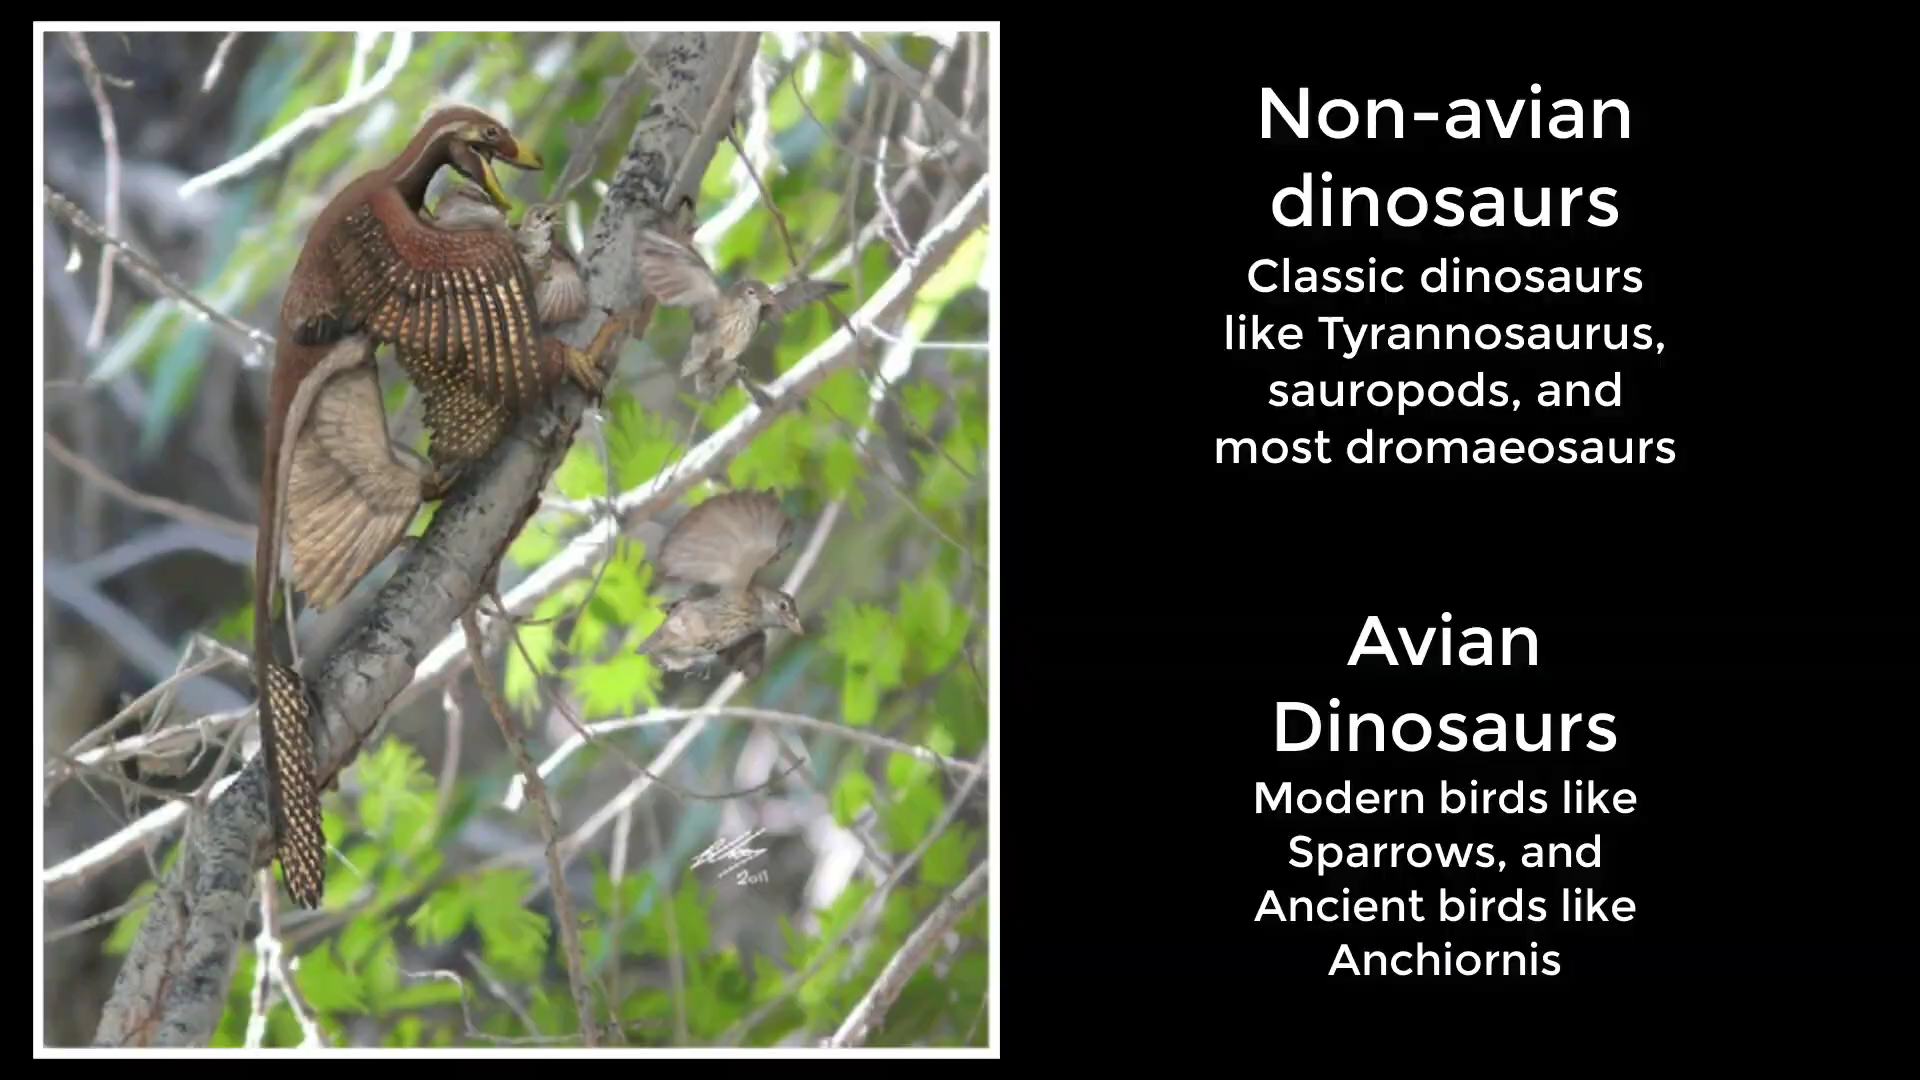 Non-avian
dinosaurs
Classic dinosaurs
like Tyrannosaurus,
sauropods, and
most dromaeosaurs
Avian
Dinosaurs
Modern birds like
Sparrows, and
Ancient birds like
Anchiornis
2011